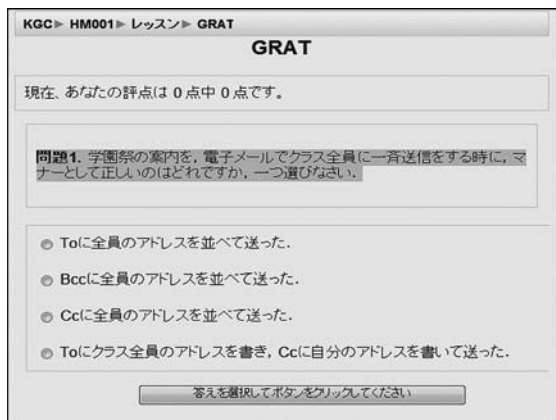 KGC▶ HM001▶ レッスン▶ GRAT
GRAT
現在、あなたの評点は 0 点中 0 点です。
問題1. 学園祭の案内を, 電子メールでクラス全員に一斉送信をする時に, マ
ナーとして正しいのはどれですか, 一つ選びなさい.
Toに全員のアドレスを並べて送った.
Bccに全員のアドレスを並べて送った.
Ccに全員のアドレスを並べて送った.
Toにクラス全員のアドレスを書き, Ccに自分のアドレスを書いて送った.
答えを選択してボタンをクリックしてください